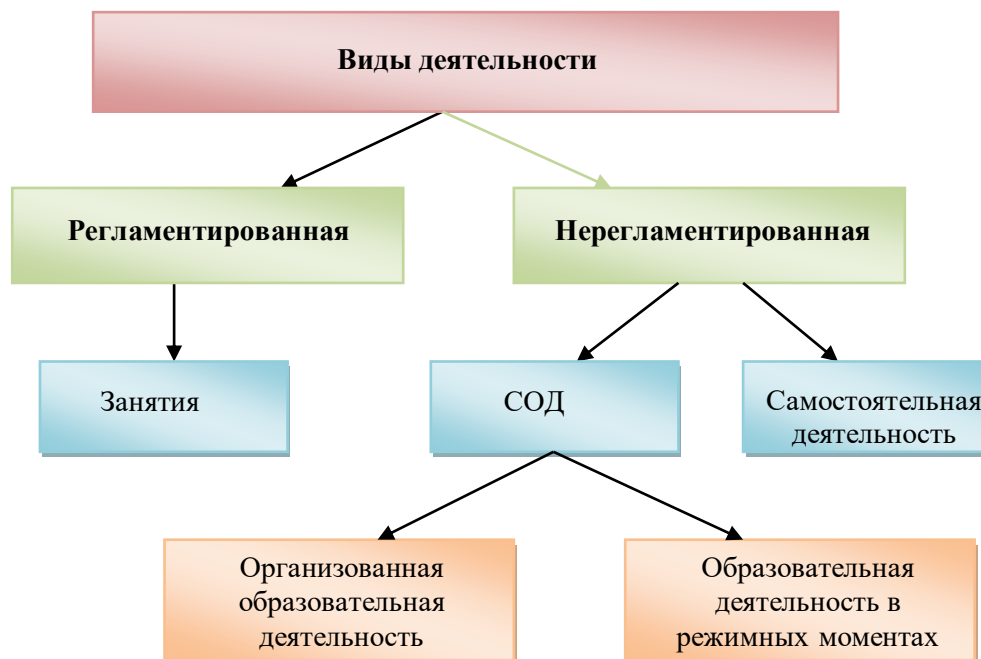 Виды деятельности
Регламентированная
Нерегламентированная
Занятия
СОД
Самостоятельная
деятельность
Организованная
образовательная
деятельность
Образовательная
деятельность в
режимных моментах